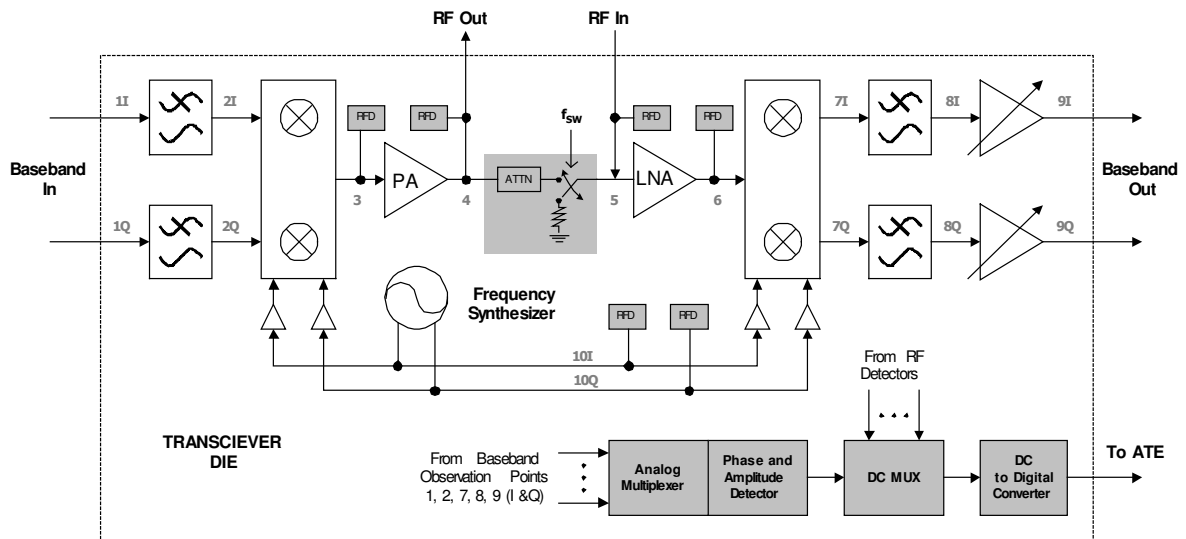 RF Out
RF In
1I
2I
RFD
RFD
fSW
RFD
RFD
7I
8I
9I
Baseband
In
PA
ATTN
LNA
Baseband
Out
3
4
5
6
1Q
2Q
7Q
8Q
9Q
Frequency
Synthesizer
RFD
RFD
10I
10Q
From RF
Detectors
TRANSCIEVER
DIE
From Baseband
Observation Points
1, 2, 7, 8, 9 (I &Q)
Analog
Multiplexer
Phase and
Amplitude
Detector
DC MUX
DC
to Digital
Converter
To ATE